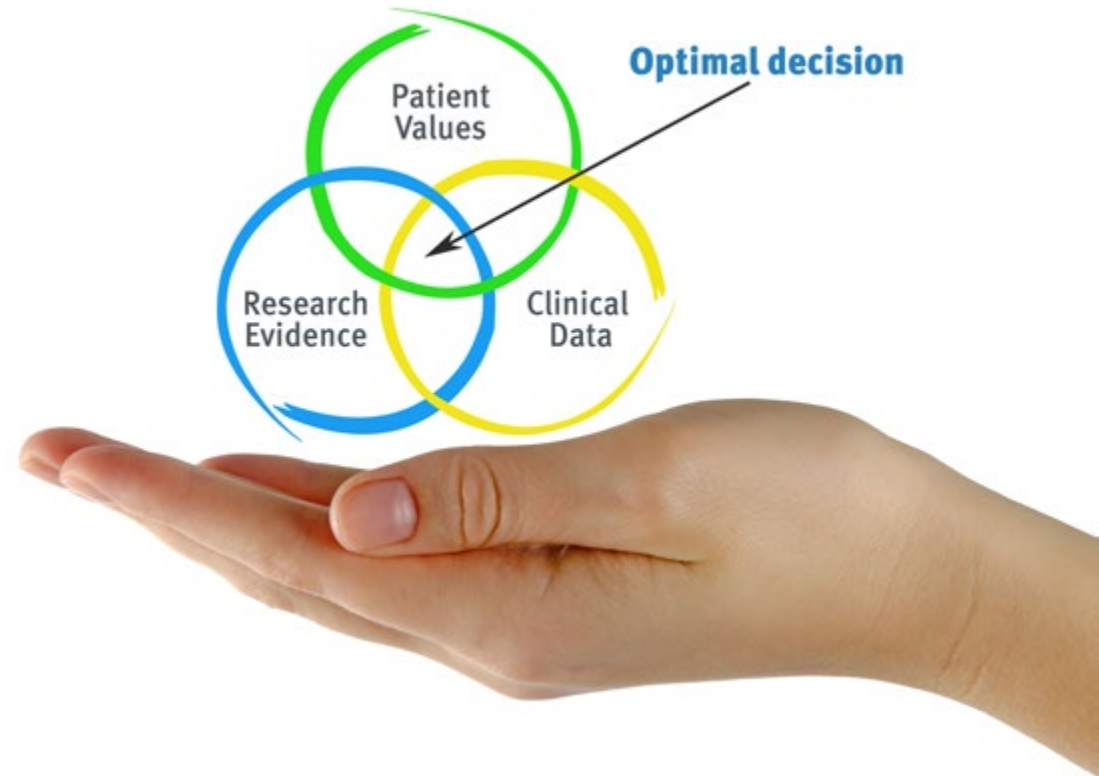 Optimal decision
Patient
Values
Research
Evidence
Clinical
Data